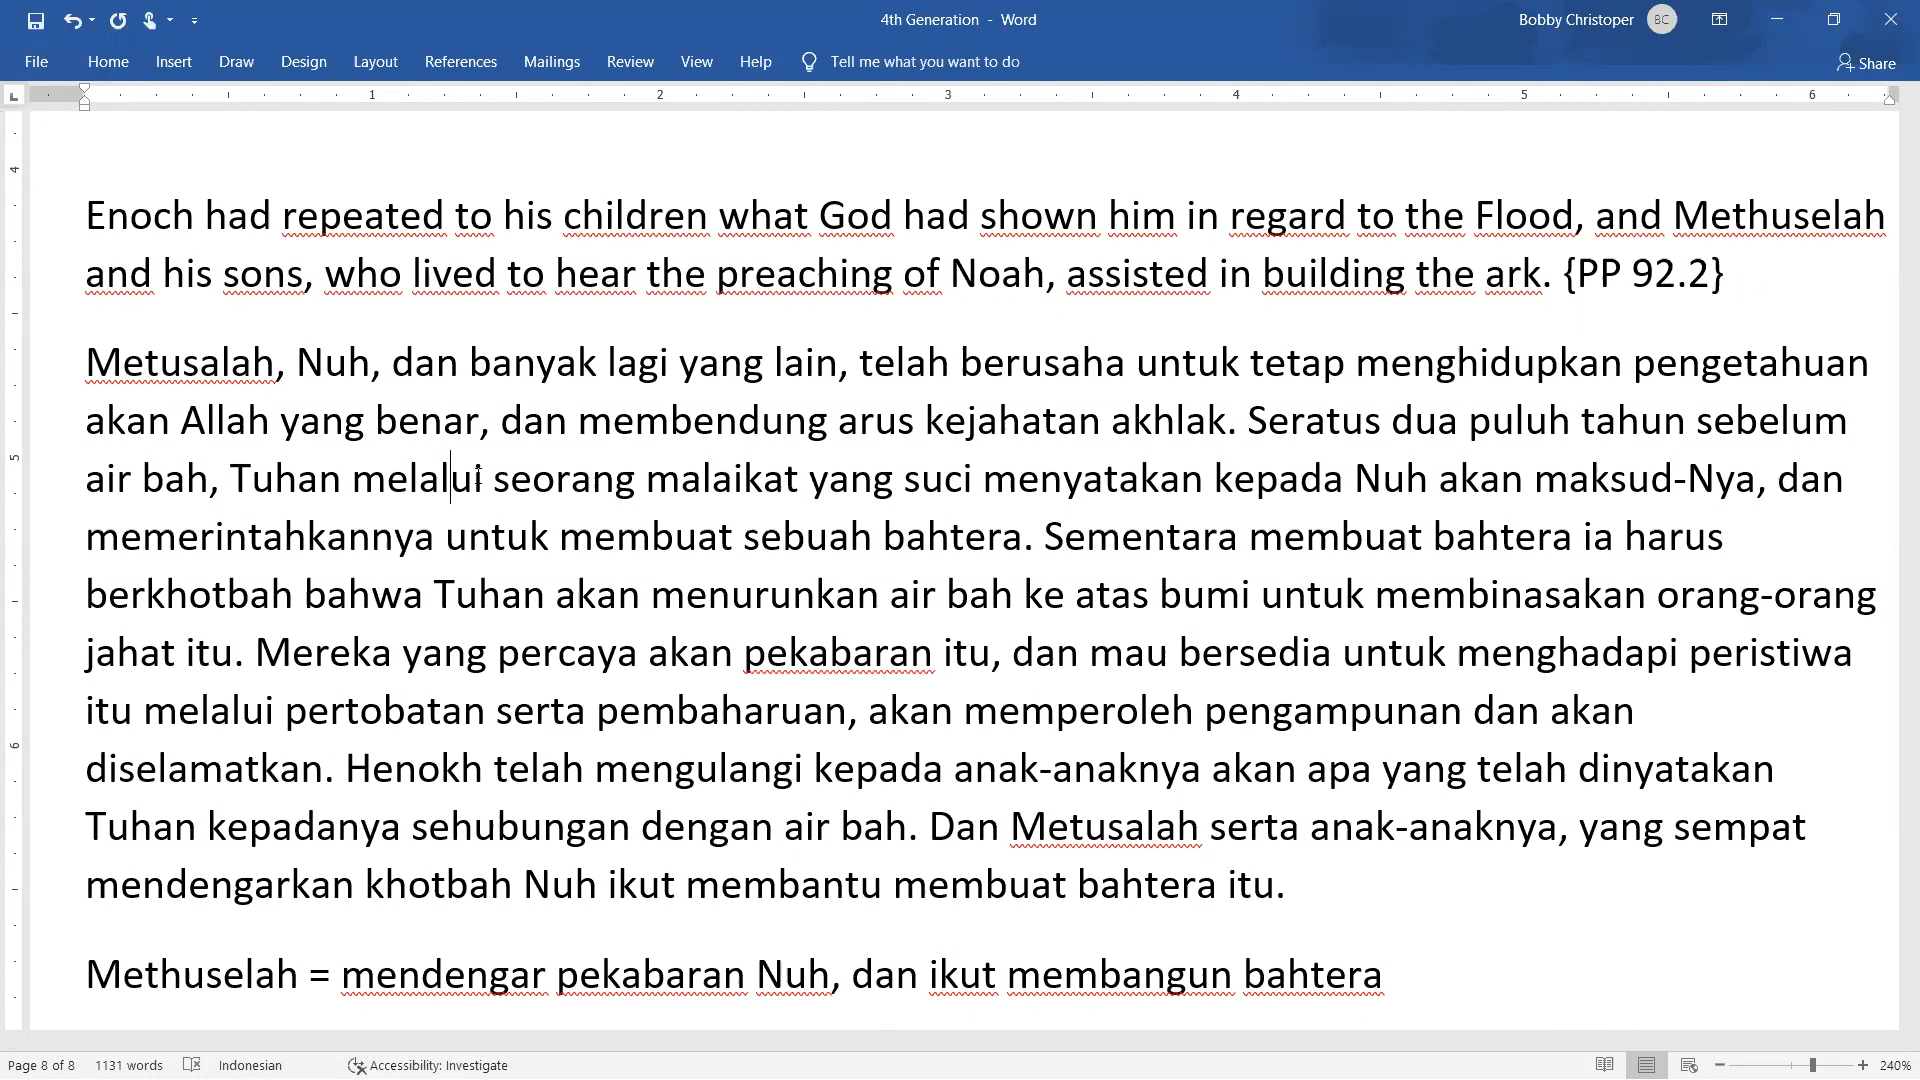 4th Generation - Word
Bobby Christoper BC
File Home Insert Draw Design Layout References Mailings Review View Help Tell me what you want to do Share
1 2 3 4 5 6
4
Enoch had repeated to his children what God had shown him in regard to the Flood, and Methuselah
and his sons, who lived to hear the preaching of Noah, assisted in building the ark. {PP 92.2}
Metusalah, Nuh, dan banyak lagi yang lain, telah berusaha untuk tetap menghidupkan pengetahuan
akan Allah yang benar, dan membendung arus kejahatan akhlak. Seratus dua puluh tahun sebelum
5
air bah, Tuhan melalui seorang malaikat yang suci menyatakan kepada Nuh akan maksud-Nya, dan
memerintahkannya untuk membuat sebuah bahtera. Sementara membuat bahtera ia harus
berkhotbah bahwa Tuhan akan menurunkan air bah ke atas bumi untuk membinasakan orang-orang
jahat itu. Mereka yang percaya akan pekabaran itu, dan mau bersedia untuk menghadapi peristiwa
itu melalui pertobatan serta pembaharuan, akan memperoleh pengampunan dan akan
6
diselamatkan. Henokh telah mengulangi kepada anak-anaknya akan apa yang telah dinyatakan
Tuhan kepadanya sehubungan dengan air bah. Dan Metusalah serta anak-anaknya, yang sempat
mendengarkan khotbah Nuh ikut membantu membuat bahtera itu.
Methuselah = mendengar pekabaran Nuh, dan ikut membangun bahtera
Page 8 of 8 1131 words Indonesian Accessibility: Investigate 240%